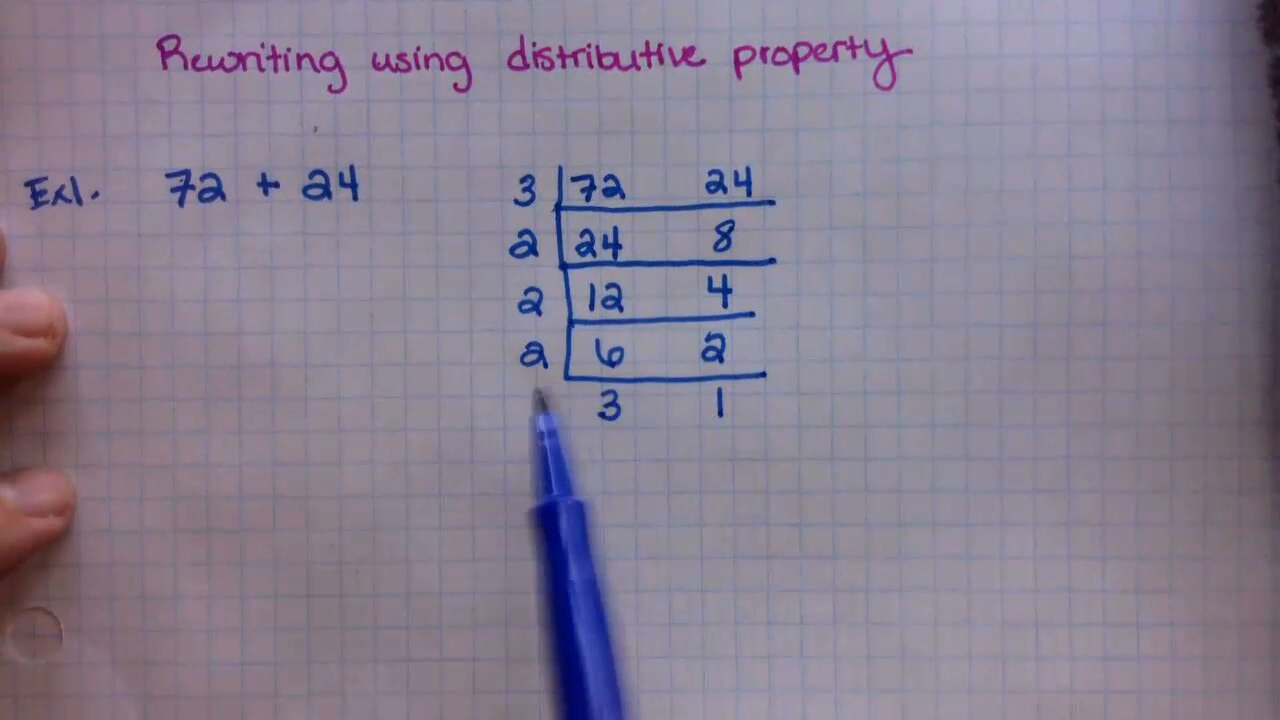 Rewriting using distributive property
Ex1. 72 + 24
3 72 24
2 24 8
2 12 4
2 6 2
3 1